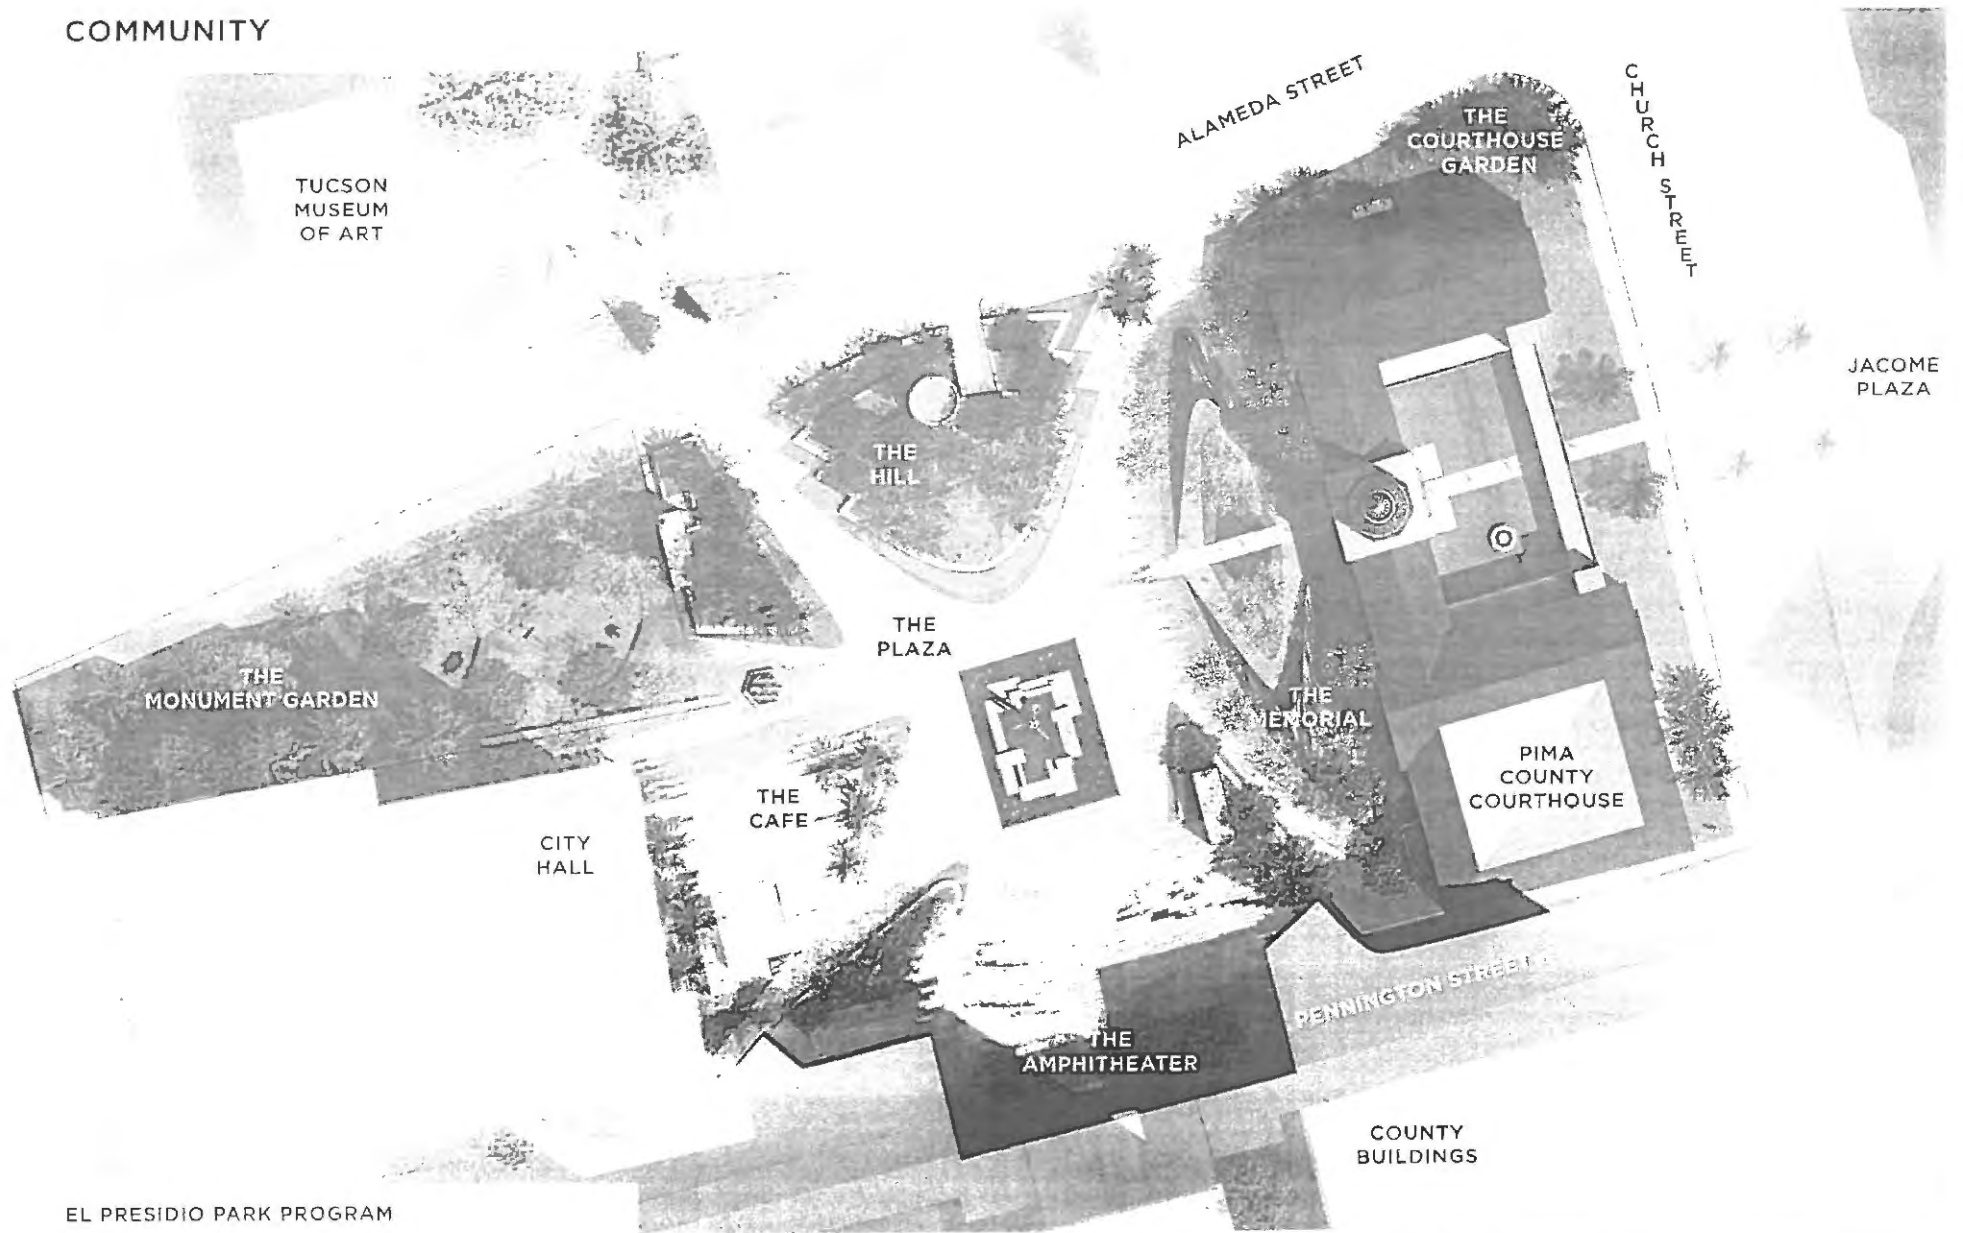 COMMUNITY
ALAMEDA STREET
CHURCH STREET
THE
COURTHOUSE
GARDEN
TUCSON
MUSEUM
OF ART
JACOME
PLAZA
THE
HILL
THE
PLAZA
THE
MONUMENT GARDEN
THE
MEMORIAL
PIMA
COUNTY
COURTHOUSE
THE
CAFE
CITY
HALL
PENNINGTON STREET
THE
AMPHITHEATER
COUNTY
BUILDINGS
EL PRESIDIO PARK PROGRAM